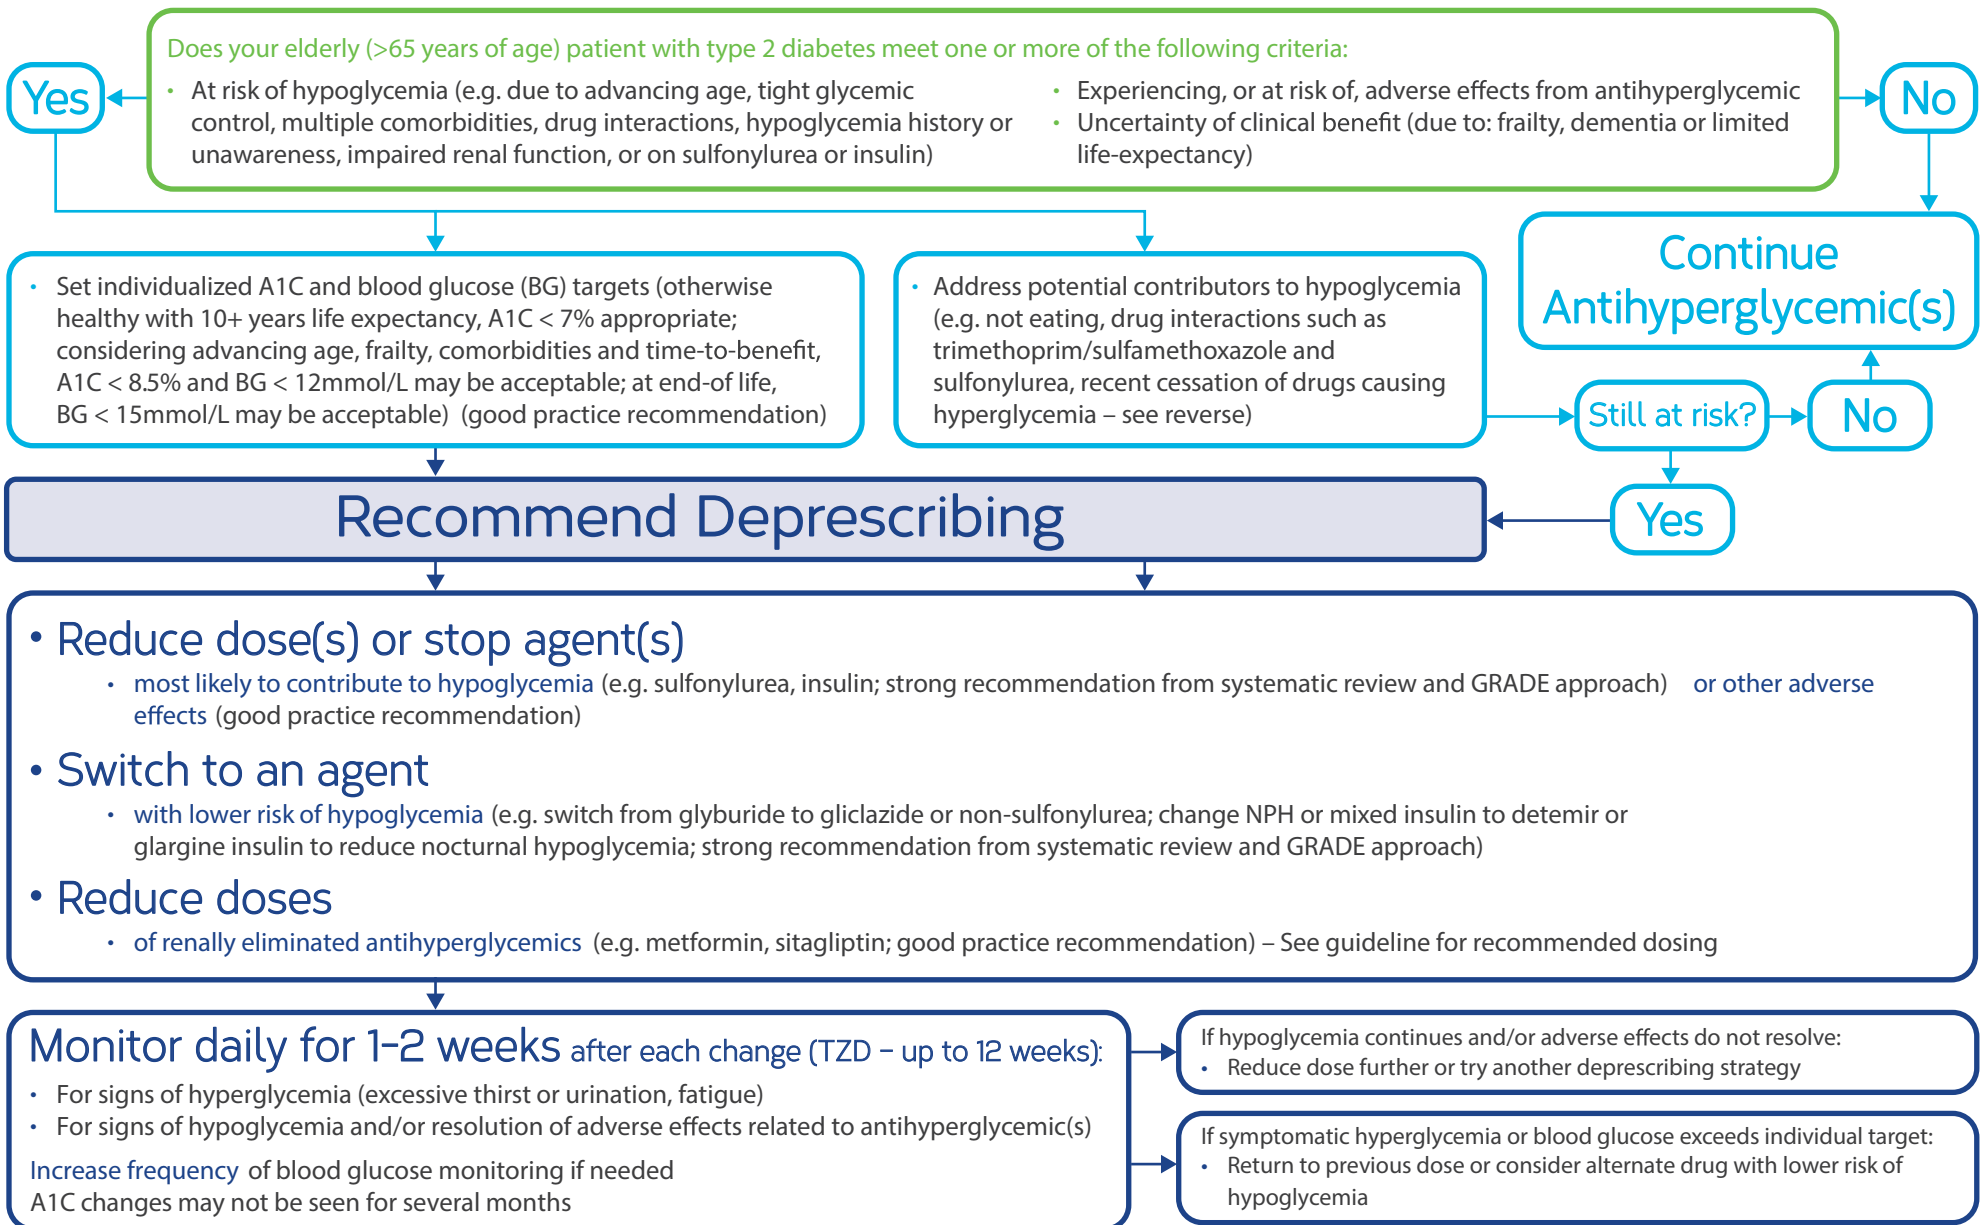 Does your elderly (>65 years of age) patient with type 2 diabetes meet one or more of the following criteria:
Yes
• At risk of hypoglycemia (e.g. due to advancing age, tight glycemic
control, multiple comorbidities, drug interactions, hypoglycemia history or
unawareness, impaired renal function, or on sulfonylurea or insulin)
• Experiencing, or at risk of, adverse effects from antihyperglycemic
• Uncertainty of clinical benefit (due to: frailty, dementia or limited
life-expectancy)
No
• Set individualized A1C and blood glucose (BG) targets (otherwise
healthy with 10+ years life expectancy, A1C < 7% appropriate;
considering advancing age, frailty, comorbidities and time-to-benefit,
A1C < 8.5% and BG < 12mmol/L may be acceptable; at end-of life,
BG < 15mmol/L may be acceptable) (good practice recommendation)
• Address potential contributors to hypoglycemia
(e.g. not eating, drug interactions such as
trimethoprim/sulfamethoxazole and
sulfonylurea, recent cessation of drugs causing
hyperglycemia – see reverse)
Continue
Antihyperglycemic(s)
Still at risk?
No
Yes
Recommend Deprescribing
• Reduce dose(s) or stop agent(s)
• most likely to contribute to hypoglycemia (e.g. sulfonylurea, insulin; strong recommendation from systematic review and GRADE approach) or other adverse
effects (good practice recommendation)
• Switch to an agent
• with lower risk of hypoglycemia (e.g. switch from glyburide to gliclazide or non-sulfonylurea; change NPH or mixed insulin to detemir or
glargine insulin to reduce nocturnal hypoglycemia; strong recommendation from systematic review and GRADE approach)
• Reduce doses
• of renally eliminated antihyperglycemics (e.g. metformin, sitagliptin; good practice recommendation) – See guideline for recommended dosing
Monitor daily for 1-2 weeks after each change (TZD – up to 12 weeks):
• For signs of hyperglycemia (excessive thirst or urination, fatigue)
• For signs of hypoglycemia and/or resolution of adverse effects related to antihyperglycemic(s)
Increase frequency of blood glucose monitoring if needed
A1C changes may not be seen for several months
If hypoglycemia continues and/or adverse effects do not resolve:
• Reduce dose further or try another deprescribing strategy
If symptomatic hyperglycemia or blood glucose exceeds individual target:
• Return to previous dose or consider alternate drug with lower risk of
hypoglycemia